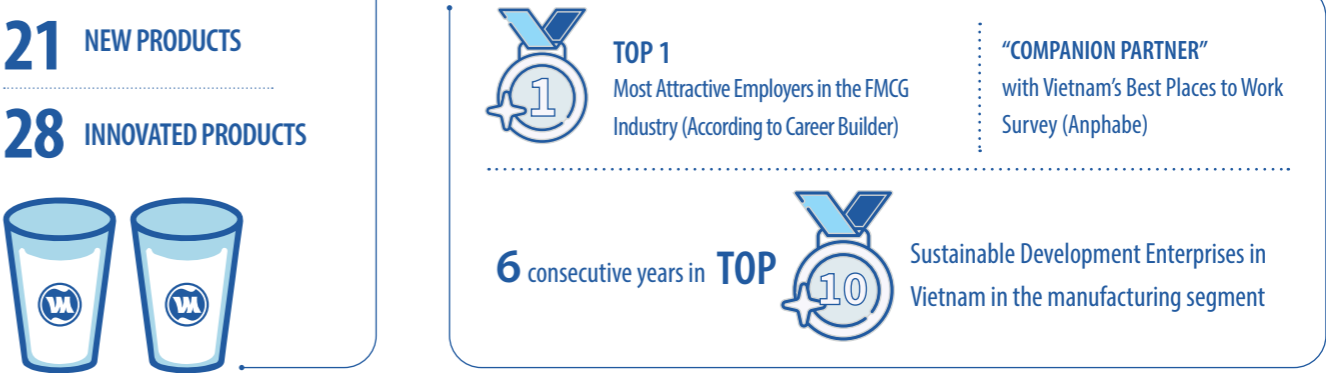 21 NEW PRODUCTS
28 INNOVATED PRODUCTS
1
TOP 1
Most Attractive Employers in the FMCG
Industry (According to Career Builder)
“COMPANION PARTNER”
with Vietnam’s Best Places to Work
Survey (Anphabe)
6 consecutive years in TOP 10
Sustainable Development Enterprises in
Vietnam in the manufacturing segment
VM
VM